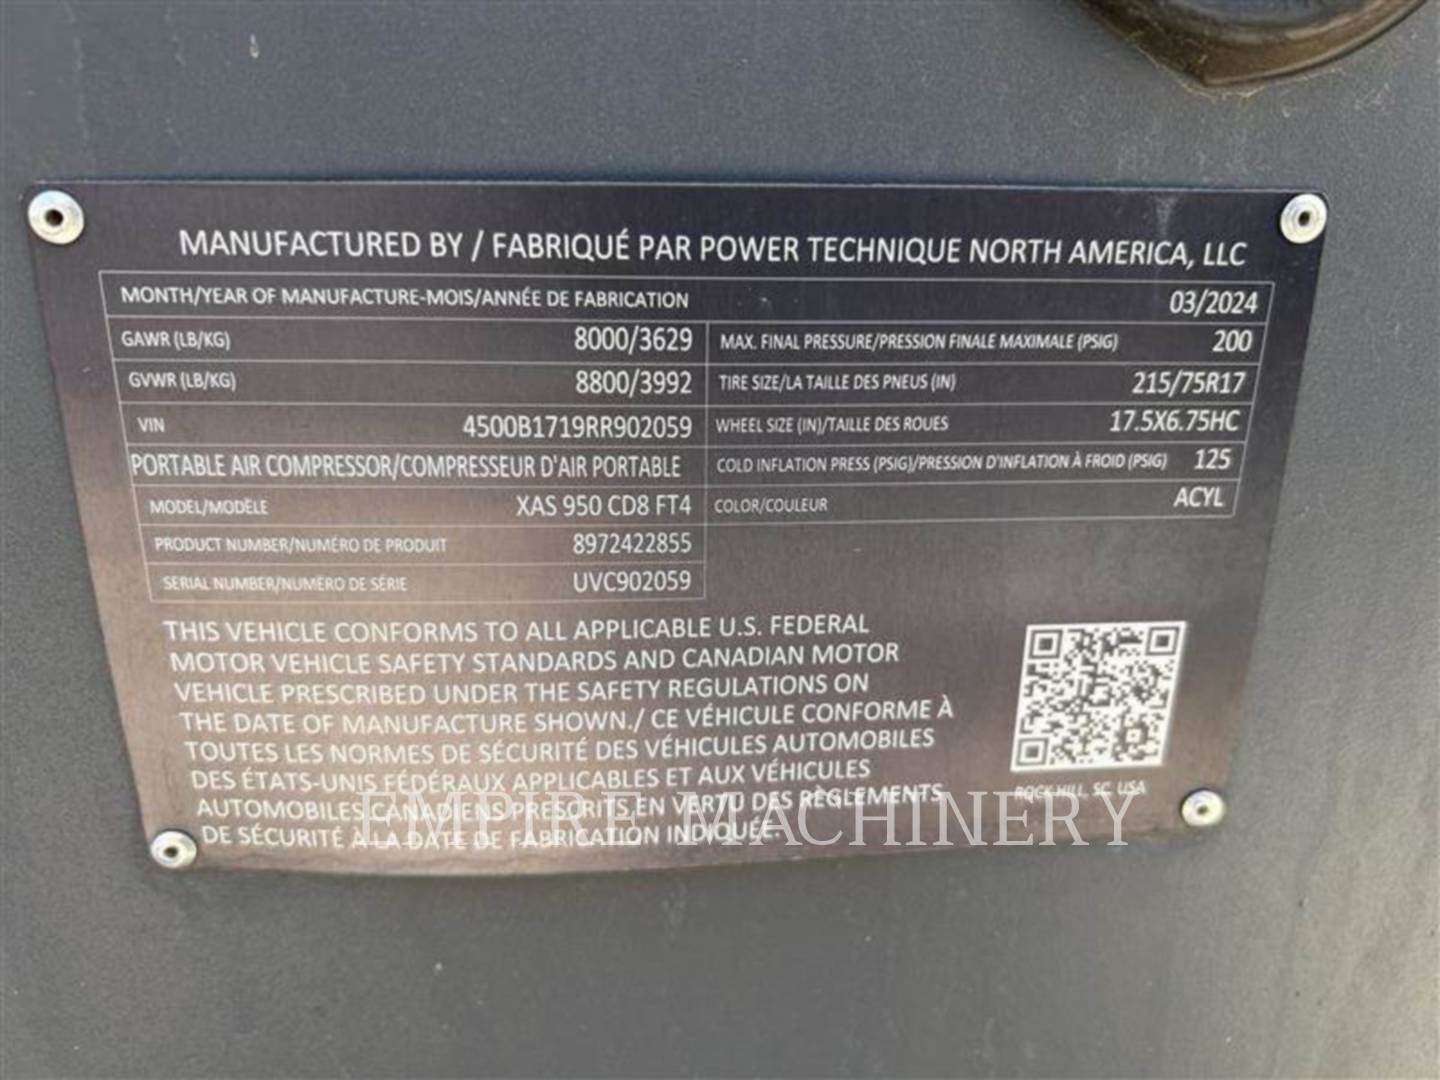 MANUFACTURED BY / FABRIQUÉ PAR POWER TECHNIQUE NORTH AMERICA, LLC
MONTH/YEAR OF MANUFACTURE-MOIS/ANNÉE DE FABRICATION 03/2024
GAWR (LB/KG) 8000/3629 MAX. FINAL PRESSURE/PRESSION FINALE MAXIMALE (PSIG) 200
GVWR (LB/KG) 8800/3992 TIRE SIZE/LA TAILLE DES PNEUS (IN) 215/75R17
VIN 4500B1719RR902059 WHEEL SIZE (IN)/TAILLE DES ROUES 17.5X6.75HC
PORTABLE AIR COMPRESSOR/COMPRESSEUR D'AIR PORTABLE COLD INFLATION PRESS (PSIG)/PRESSION D'INFLATION À FROID (PSIG) 125
MODEL/MODÈLE XAS 950 CD8 FT4 COLOR/COULEUR ACYL
PRODUCT NUMBER/NUMÉRO DE PRODUIT 8972422855
SERIAL NUMBER/NUMÉRO DE SÉRIE UVC902059
THIS VEHICLE CONFORMS TO ALL APPLICABLE U.S. FEDERAL
MOTOR VEHICLE SAFETY STANDARDS AND CANADIAN MOTOR
VEHICLE PRESCRIBED UNDER THE SAFETY REGULATIONS ON
THE DATE OF MANUFACTURE SHOWN./ CE VÉHICULE CONFORME À
TOUTES LES NORMES DE SÉCURITÉ DES VÉHICULES AUTOMOBILES
DES ÉTATS-UNIS FÉDÉRAUX APPLICABLES ET AUX VÉHICULES
AUTOMOBILES CANADIENS PRESCRITS EN VERTU DES RÈGLEMENTS
DE SÉCURITÉ À LA DATE DE FABRICATION INDIQUÉE.
ROCK HILL, SC, USA
EMPIRE MACHINERY